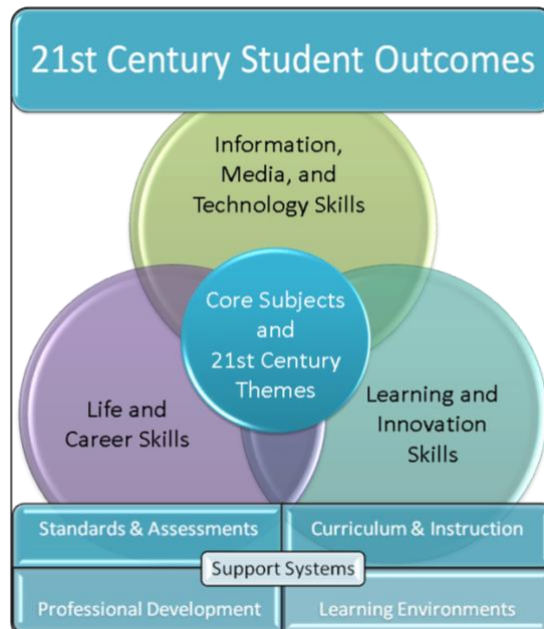 21st Century Student Outcomes
Information,
Media, and
Technology Skills
Core Subjects
and
21st Century
Themes
Life and
Career Skills
Learning and
Innovation
Skills
Standards & Assessments
Curriculum & Instruction
Support Systems
Professional Development
Learning Environments